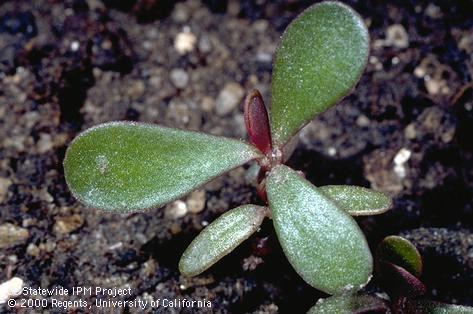 Statewide IPM Project
© 2000 Regents, University of California